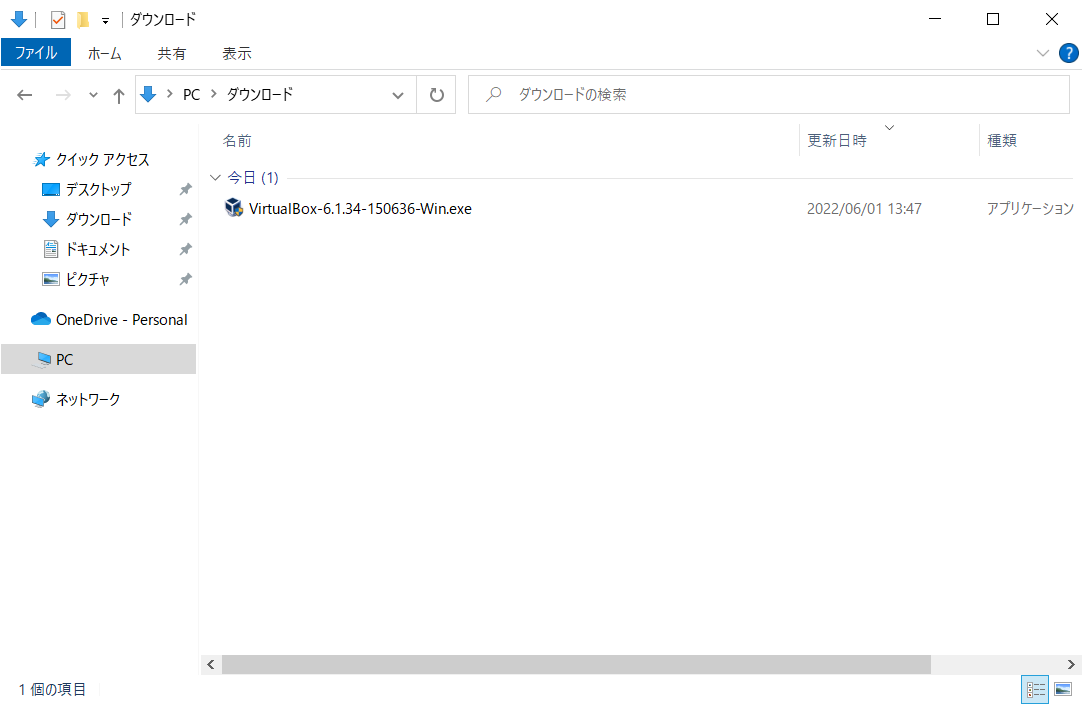 ダウンロード
ファイル ホーム 共有 表示 ?
PC ダウンロード ダウンロードの検索
名前 更新日時 種類
クイック アクセス
デスクトップ
ダウンロード
ドキュメント
ピクチャ
OneDrive - Personal
PC
ネットワーク
今日 (1)
VirtualBox-6.1.34-150636-Win.exe 2022/06/01 13:47 アプリケーション
1 個の項目